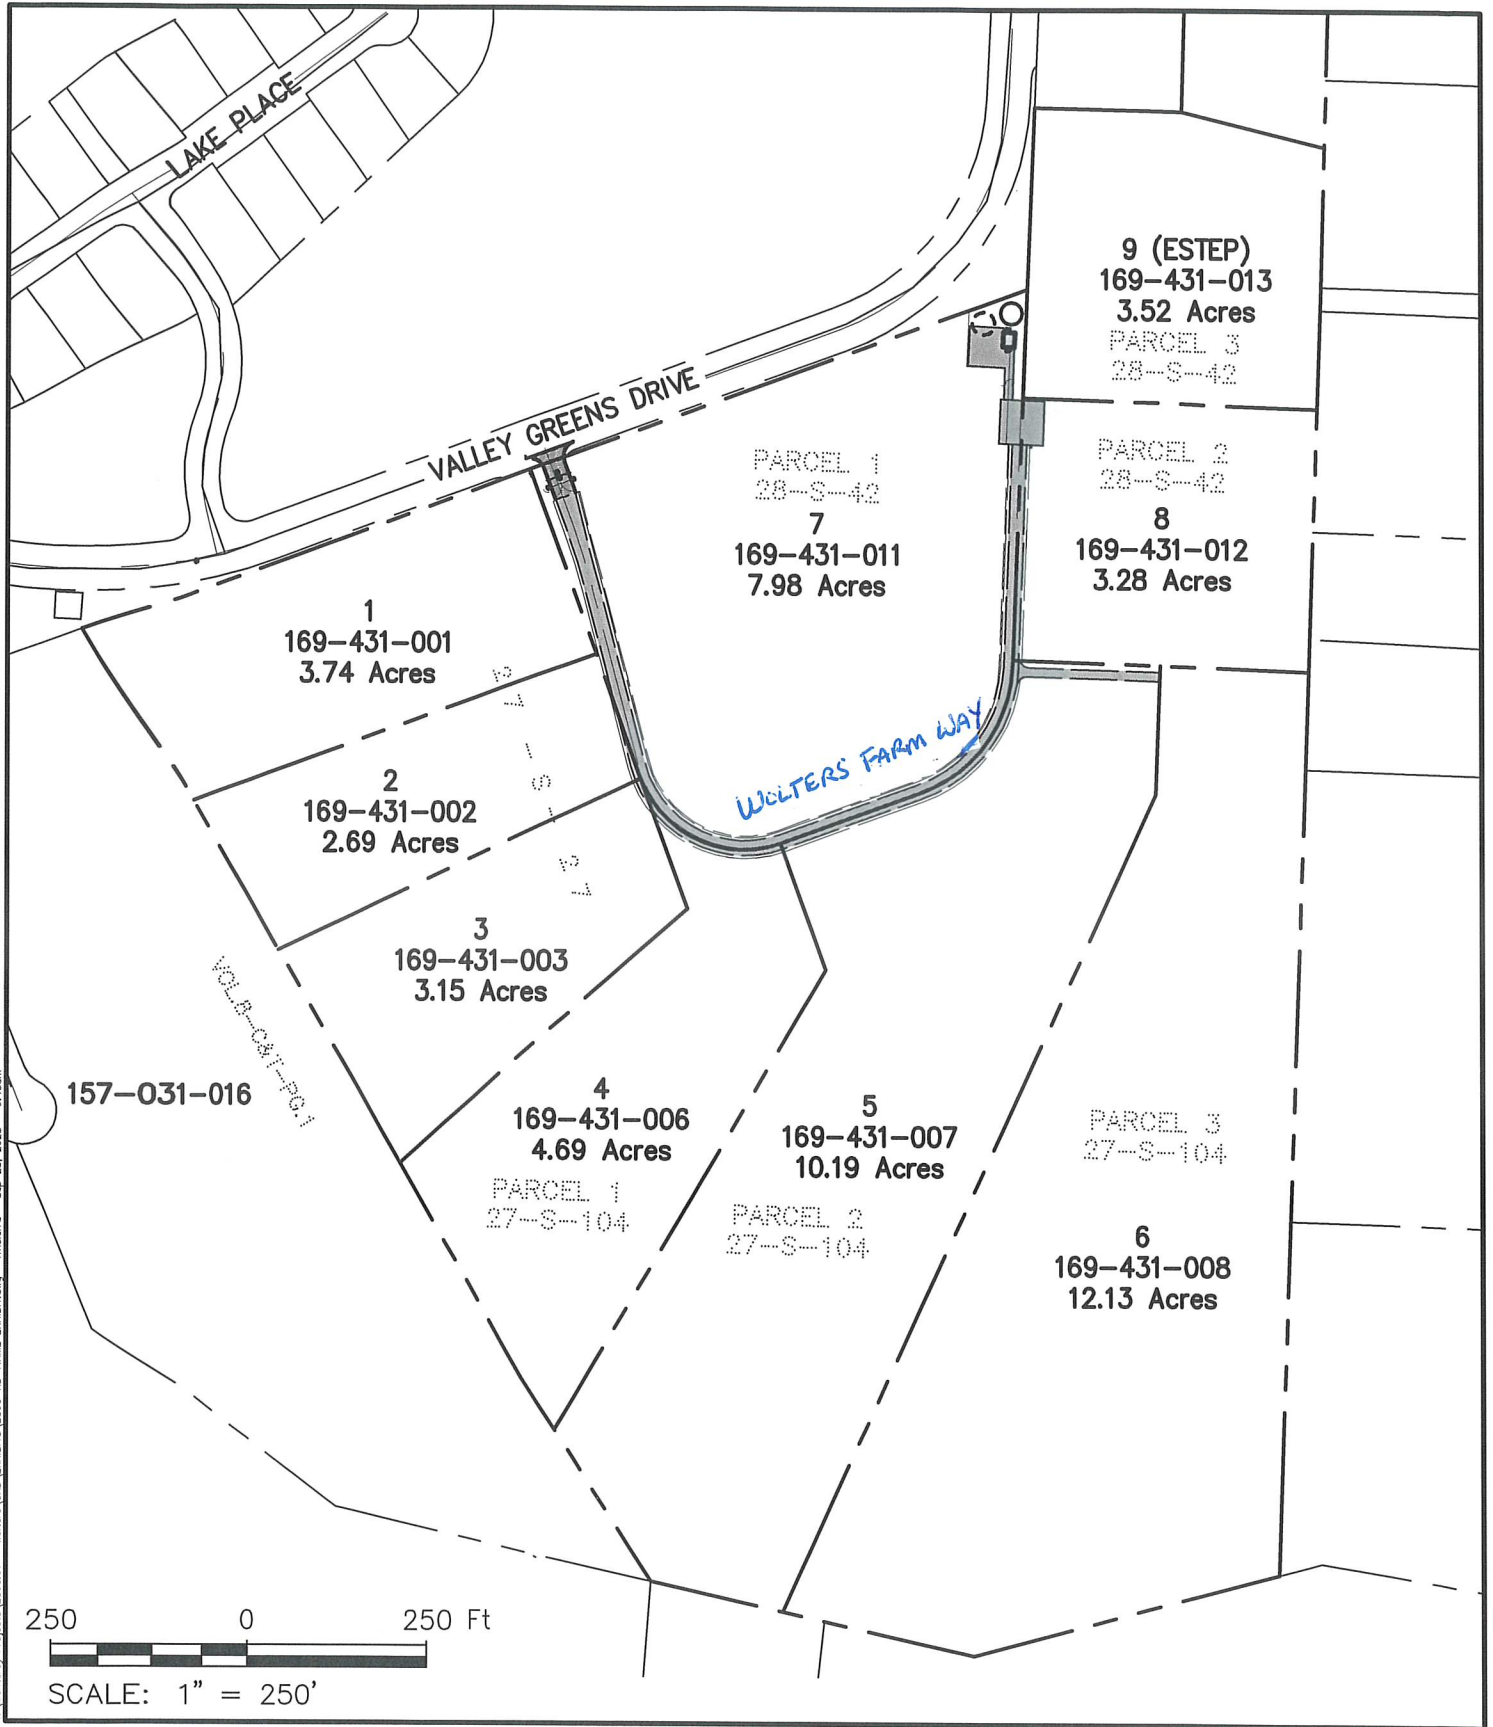 LAKE PLACE
9 (ESTEP)
169-431-013
3.52 Acres
PARCEL 3
28-S-42
VALLEY GREENS DRIVE
PARCEL 1
28-S-42
7
169-431-011
7.98 Acres
PARCEL 2
28-S-42
8
169-431-012
3.28 Acres
1
169-431-001
3.74 Acres
27-S-27
WOLTERS FARM WAY
2
169-431-002
2.69 Acres
3
169-431-003
3.15 Acres
VOL.8-C&T-PG.1
157-031-016
4
169-431-006
4.69 Acres
PARCEL 1
27-S-104
5
169-431-007
10.19 Acres
PARCEL 2
27-S-104
PARCEL 3
27-S-104
6
169-431-008
12.13 Acres
250 0 250 Ft
SCALE: 1" = 250'